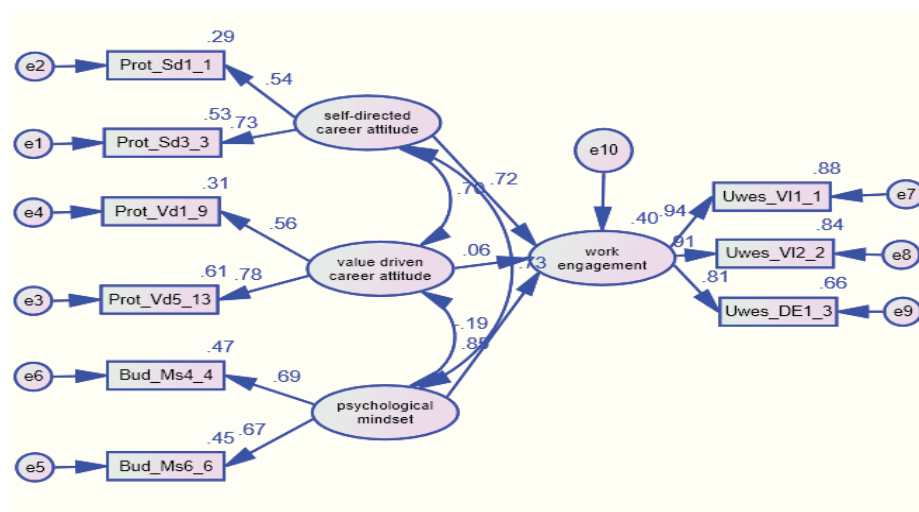 .29
e2
Prot_Sd1_1
.54
self-directed
career attitude
.53
.73
e1
Prot_Sd3_3
e10
.70
.72
.88
.31
e4
Prot_Vd1_9
.56
.40
.94
Uwes_VI1_1
e7
.84
value driven
career attitude
.06
.73
work
engagement
.91
Uwes_VI2_2
e8
.61
.78
.81
.66
e3
Prot_Vd5_13
Uwes_DE1_3
e9
-.19
.85
.47
e6
Bud_Ms4_4
.69
psychological
mindset
.67
.45
e5
Bud_Ms6_6